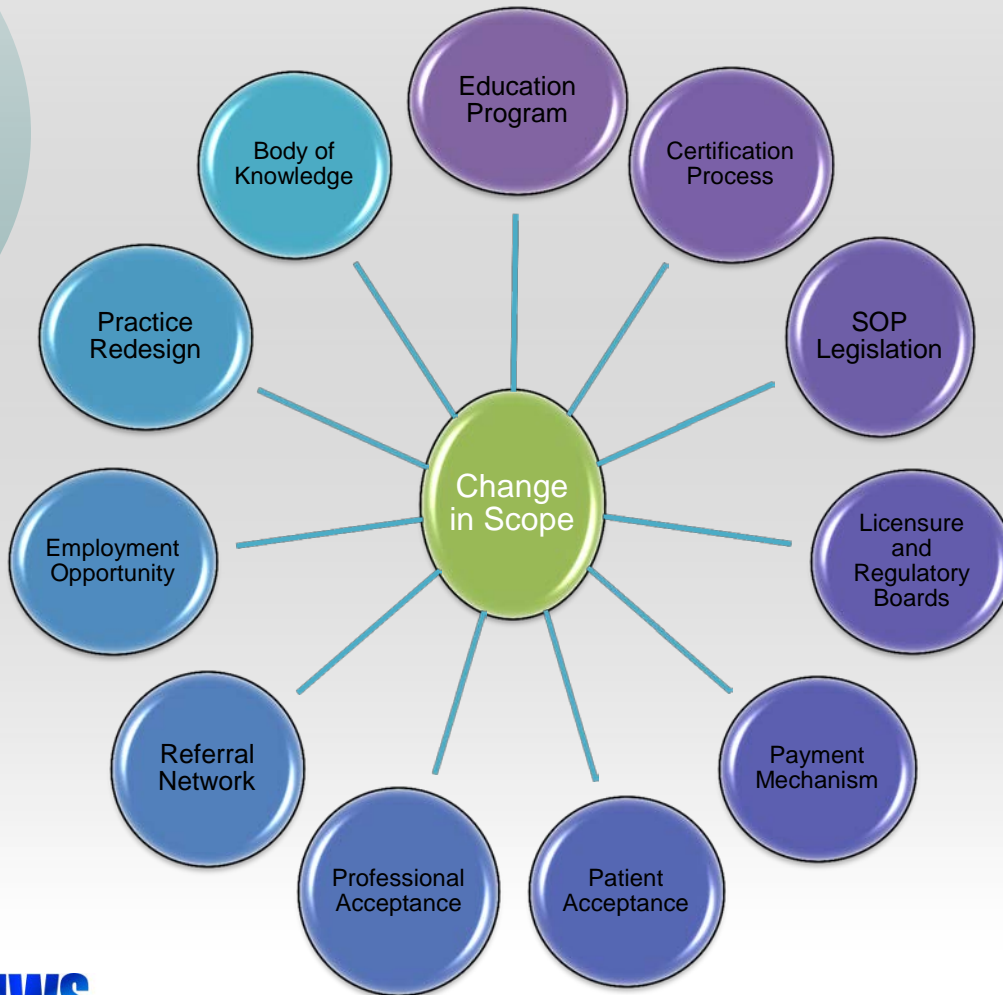 Education
Program
Certification
Process
SOP
Legislation
Licensure
and
Regulatory
Boards
Payment
Mechanism
Patient
Acceptance
Professional
Acceptance
Referral
Network
Employment
Opportunity
Practice
Redesign
Body of
Knowledge
Change
in Scope